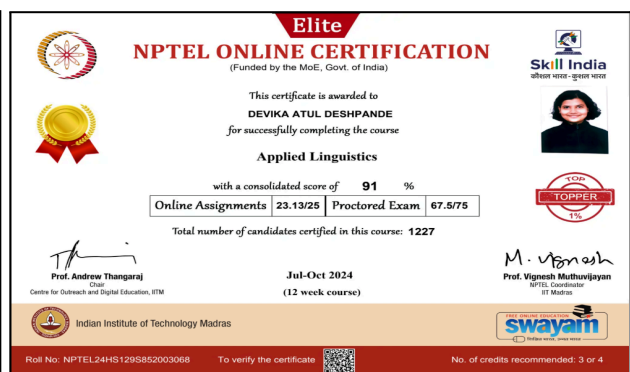 Elite
NPTEL ONLINE CERTIFICATION
(Funded by the MoE, Govt. of India)
Skill India
कौशल भारत - कुशल भारत
This certificate is awarded to
DEVIKA ATUL DESHPANDE
for successfully completing the course
Applied Linguistics
with a consolidated score of 91 %
Online Assignments 23.13/25 Proctored Exam 67.5/75
TOP
TOPPER
1%
Total number of candidates certified in this course: 1227
M. Vignesh
Prof. Andrew Thangaraj
Chair
Centre for Outreach and Digital Education, IITM
Jul-Oct 2024
(12 week course)
Prof. Vignesh Muthuvijayan
NPTEL Coordinator
IIT Madras
Indian Institute of Technology Madras
FREE ONLINE EDUCATION
swayam
शिक्षित भारत, उन्नत भारत
Roll No: NPTEL24HS129S852003068 To verify the certificate No. of credits recommended: 3 or 4